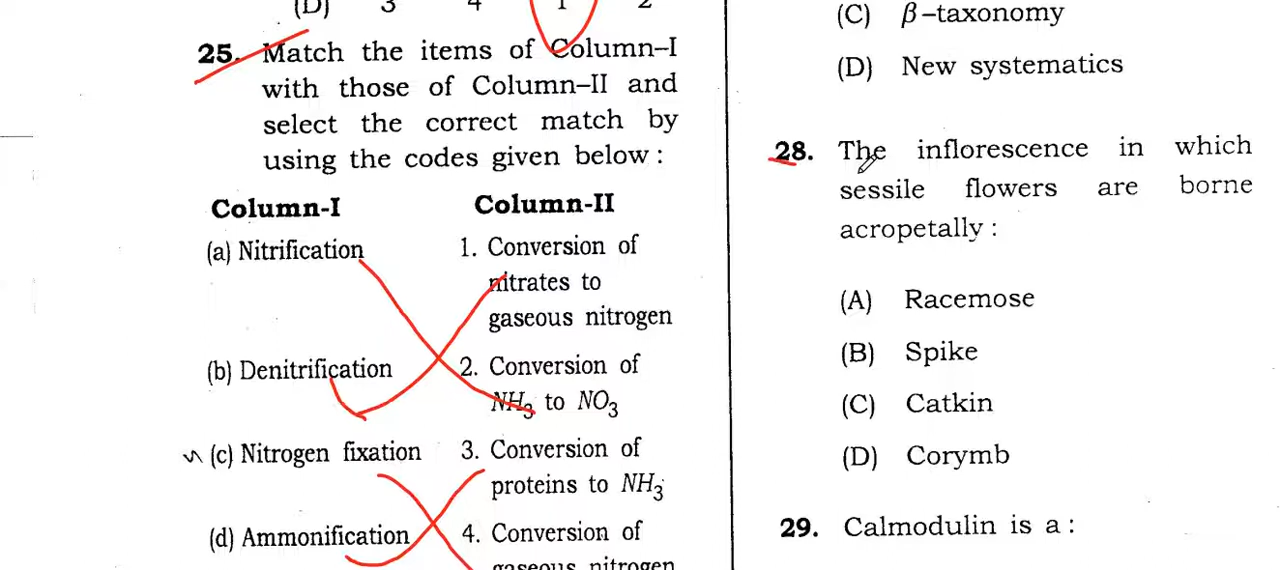 (D) 3 4 1 2
25. Match the items of Column-I
with those of Column-II and
select the correct match by
using the codes given below :
Column-I Column-II
(a) Nitrification 1. Conversion of
nitrates to
gaseous nitrogen
(b) Denitrification 2. Conversion of
NH3 to NO3
(c) Nitrogen fixation 3. Conversion of
proteins to NH3
(d) Ammonification 4. Conversion of
gaseous nitrogen
(C) β-taxonomy
(D) New systematics
28. The inflorescence in which
sessile flowers are borne
acropetally :
(A) Racemose
(B) Spike
(C) Catkin
(D) Corymb
29. Calmodulin is a :